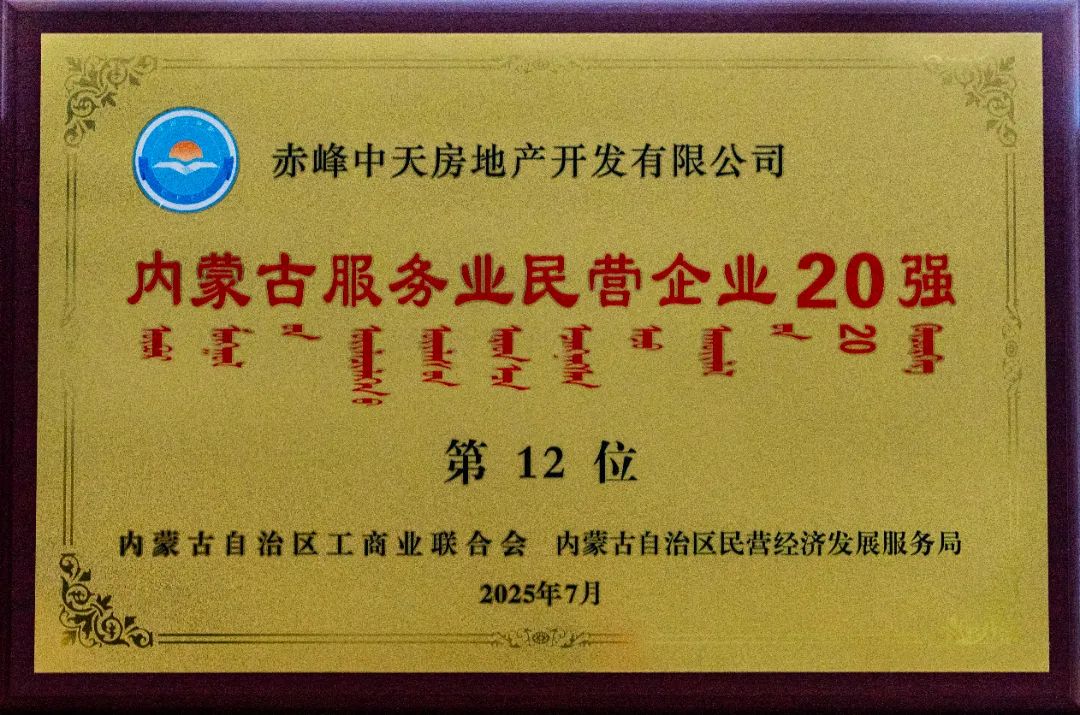 赤峰中天房地产开发有限公司
内蒙古服务业民营企业20强
20
第 12 位
内蒙古自治区工商业联合会 内蒙古自治区民营经济发展服务局
2025年7月